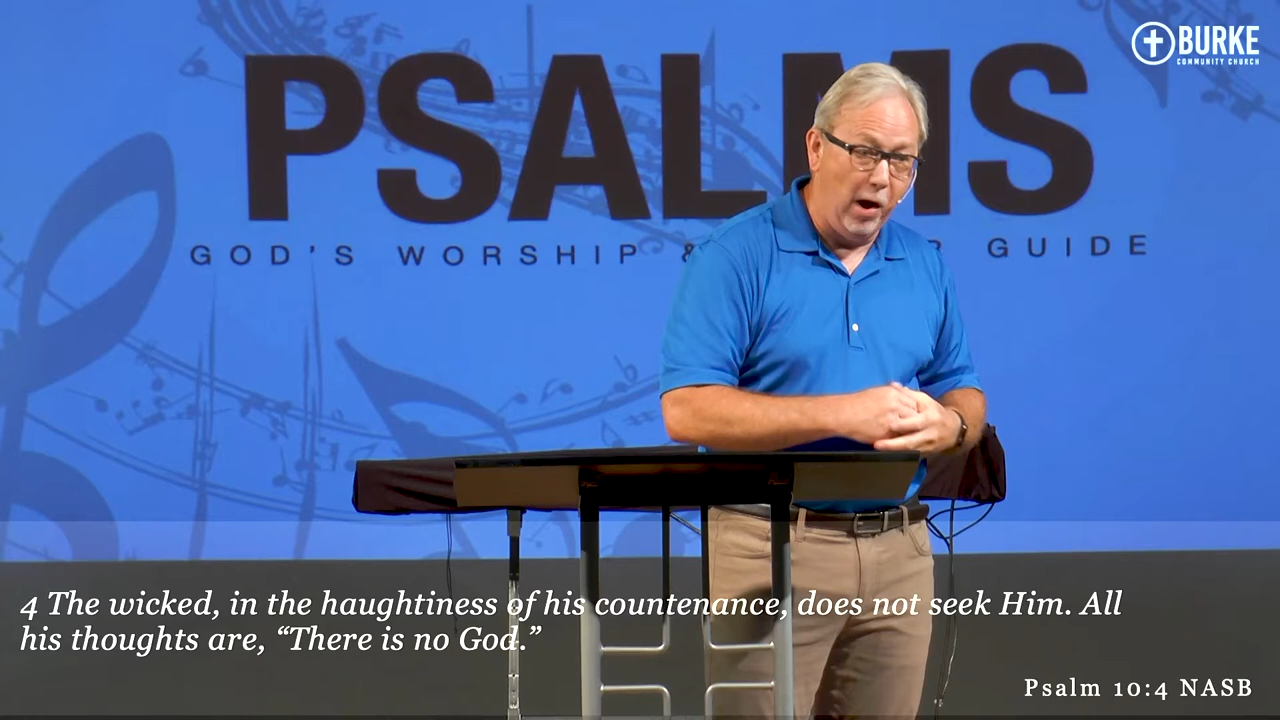 BURKE
COMMUNITY CHURCH
PSALMS
GOD'S WORSHIP & GUIDE
4 The wicked, in the haughtiness of his countenance, does not seek Him. All
his thoughts are, “There is no God.”
Psalm 10:4 NASB